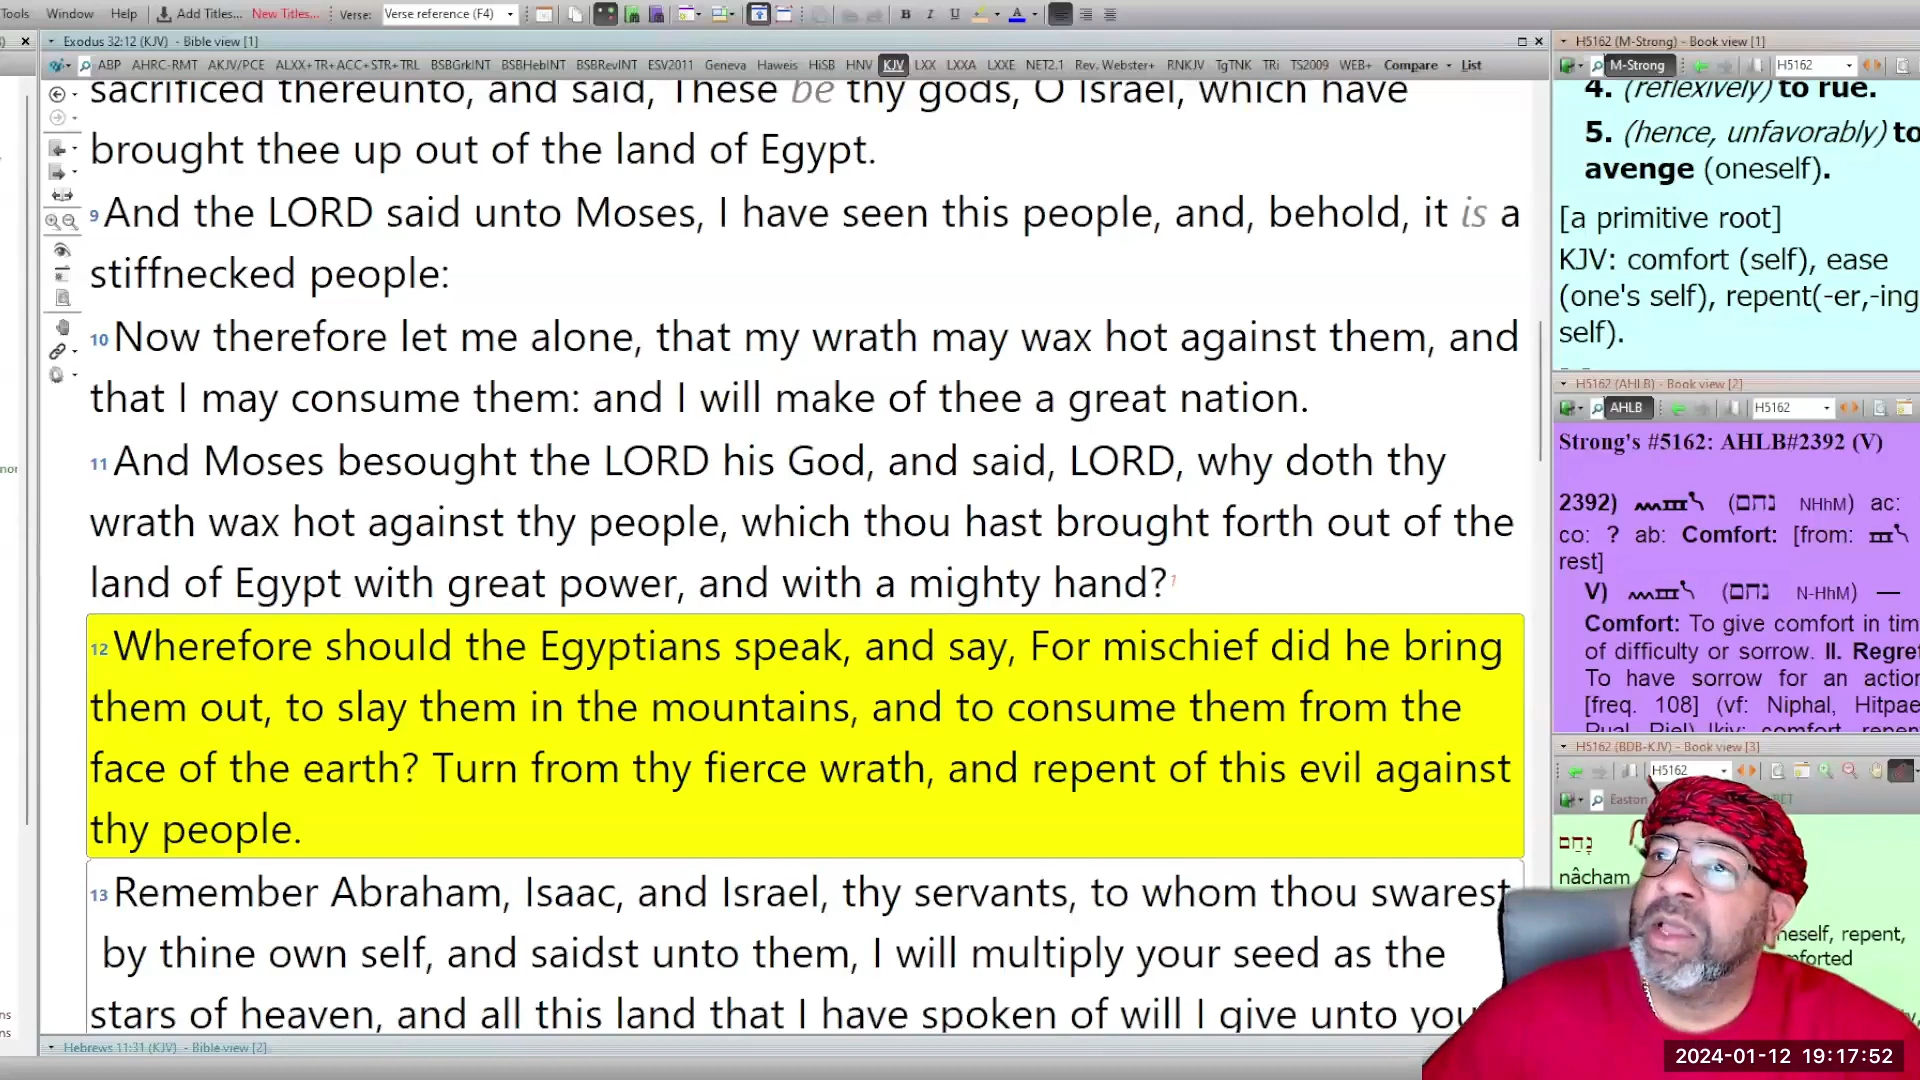 Tools Window Help Add Titles... New Titles... Verse: Verse reference (F4) B I U A
Exodus 32:12 (KJV) - Bible view [1]
ABP AHRC-RMT AKJV/PCE ALXX+TR+ACC+STR+TRL BSBGrkINT BSBHebINT BSBRevINT ESV2011 Geneva Haweis HiSB HNV KJV LXX LXXA LXXE NET2.1 Rev. Webster+ RNKJV TgTNK TRi TS2009 WEB+ Compare List
sacrificed thereunto, and said, These be thy gods, O Israel, which have
brought thee up out of the land of Egypt.
9 And the LORD said unto Moses, I have seen this people, and, behold, it is a
stiffnecked people:
10 Now therefore let me alone, that my wrath may wax hot against them, and
that I may consume them: and I will make of thee a great nation.
11 And Moses besought the LORD his God, and said, LORD, why doth thy
wrath wax hot against thy people, which thou hast brought forth out of the
land of Egypt with great power, and with a mighty hand?
12 Wherefore should the Egyptians speak, and say, For mischief did he bring
them out, to slay them in the mountains, and to consume them from the
face of the earth? Turn from thy fierce wrath, and repent of this evil against
thy people.
13 Remember Abraham, Isaac, and Israel, thy servants, to whom thou swarest
by thine own self, and saidst unto them, I will multiply your seed as the
stars of heaven, and all this land that I have spoken of will I give unto you
Hebrews 11:31 (KJV) - Bible view [2]
H5162 (M-Strong) - Book view [1]
M-Strong H5162
4. (reflexively) to rue.
5. (hence, unfavorably) to
avenge (oneself).
[a primitive root]
KJV: comfort (self), ease
(one's self), repent(-er,-ing
self).
H5162 (AHLB) - Book view [2]
AHLB H5162
Strong's #5162: AHLB#2392 (V)
2392) (נחם NHhM) ac:
co: ? ab: Comfort: [from:
rest]
V) (נחם N-HhM) —
Comfort: To give comfort in tim
of difficulty or sorrow. II. Regre
To have sorrow for an action
[freq. 108] (vf: Niphal, Hitpae
Pual, Piel) |kjv: comfort, repen
H5162 (BDB-KJV) - Book view [3]
H5162
Easton
נָחַם
nâcham
neself, repent,
mforted
2024-01-12 19:17:52